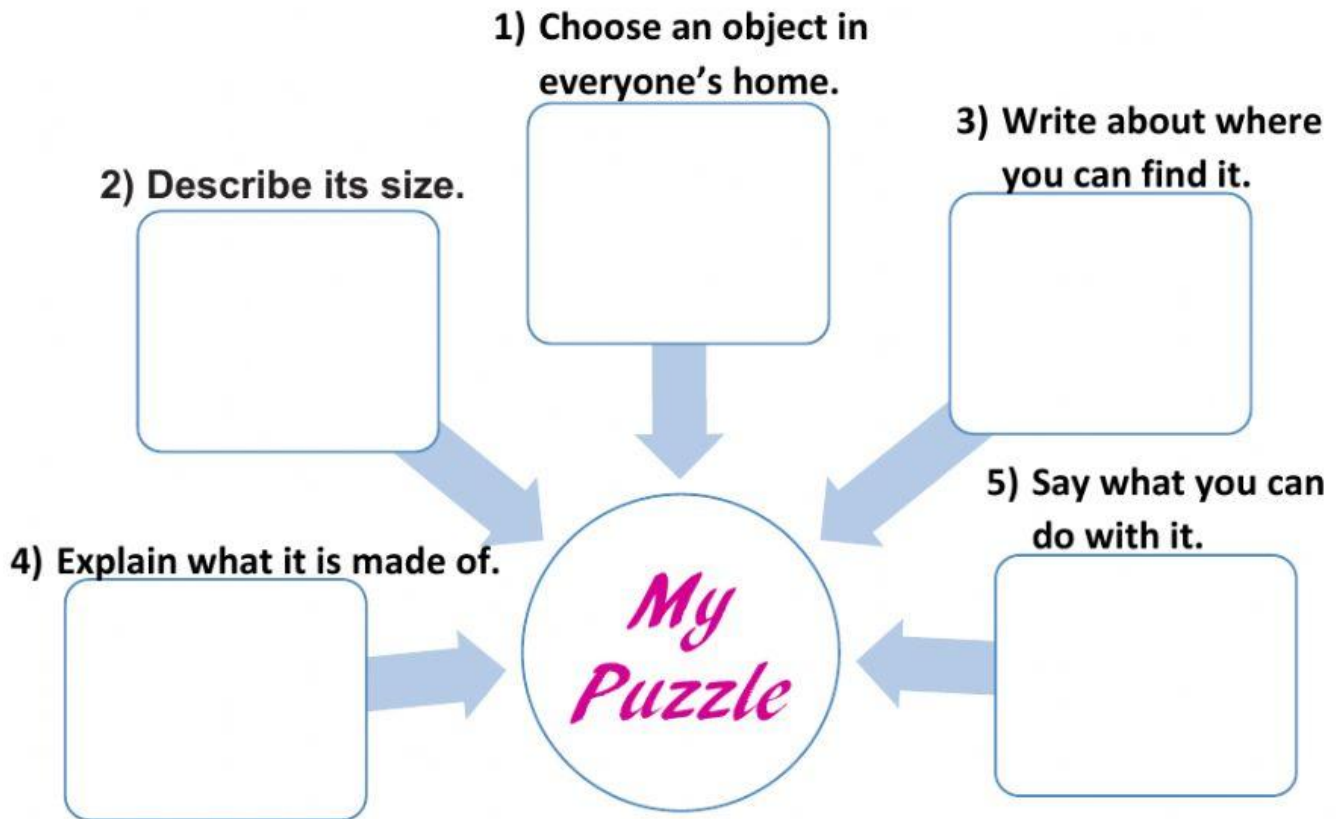 1) Choose an object in
everyone’s home.
2) Describe its size.
3) Write about where
you can find it.
4) Explain what it is made of.
5) Say what you can
do with it.
My
Puzzle